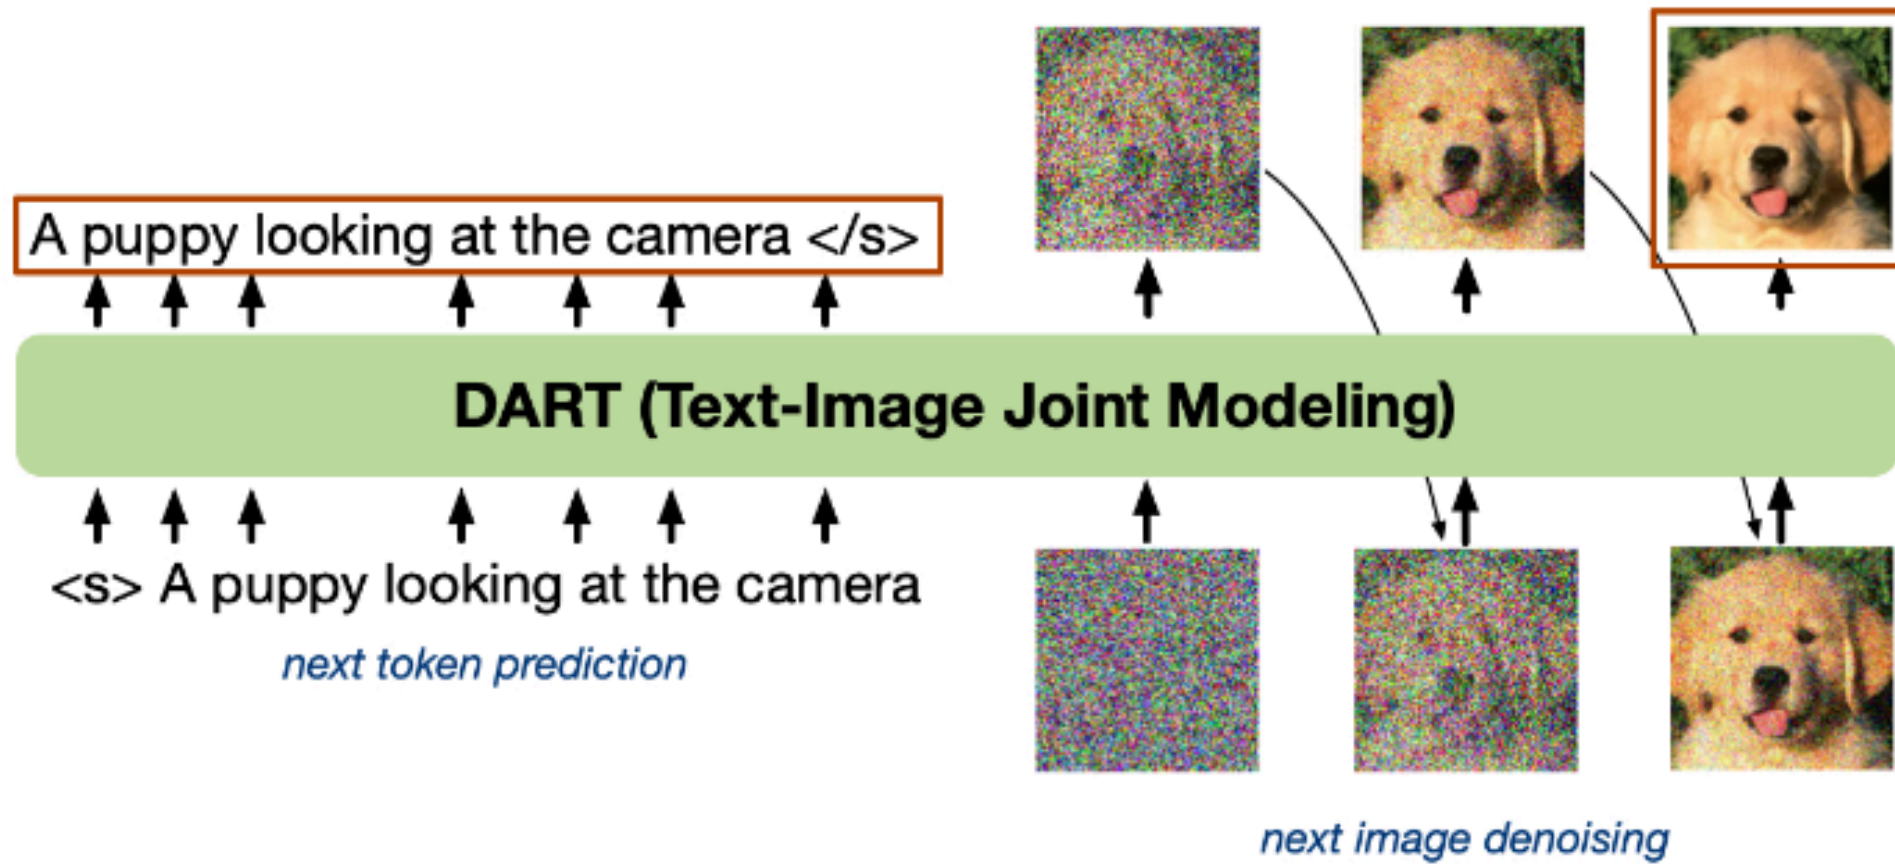 A puppy looking at the camera </s>
DART (Text-Image Joint Modeling)
<s> A puppy looking at the camera
next token prediction
next image denoising